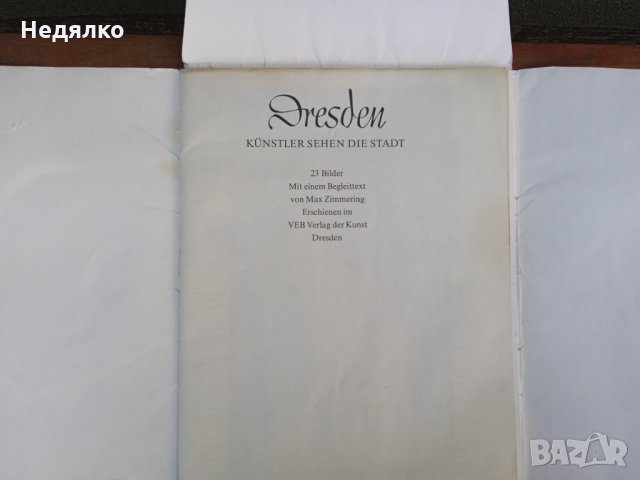 Недялко
Dresden
KÜNSTLER SEHEN DIE STADT
23 Bilder
Mit einem Begleittext
von Max Zimmering
Erschienen im
VEB Verlag der Kunst
Dresden
BAZAR